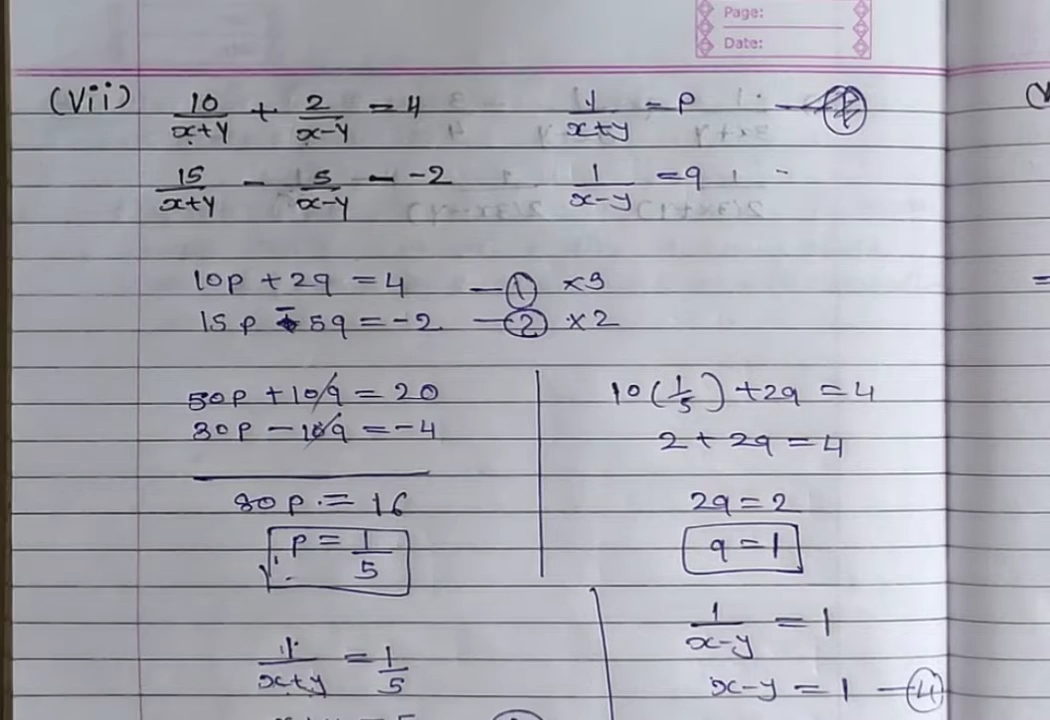 Page:
Date:
(vii) 10/(x+y) + 2/(x-y) = 4    1/(x+y) = p
15/(x+y) - 5/(x-y) - -2    1/(x-y) = q
10p + 2q = 4 — ① ×5
15p - 5q = -2 — ② ×2
50p + 10q = 20
30p - 10q = -4
80p = 16
p = 1/5
10(1/5) + 2q = 4
2 + 2q = 4
2q = 2
q = 1
1/(x+y) = 1/5
1/(x-y) = 1
x-y = 1 — ④